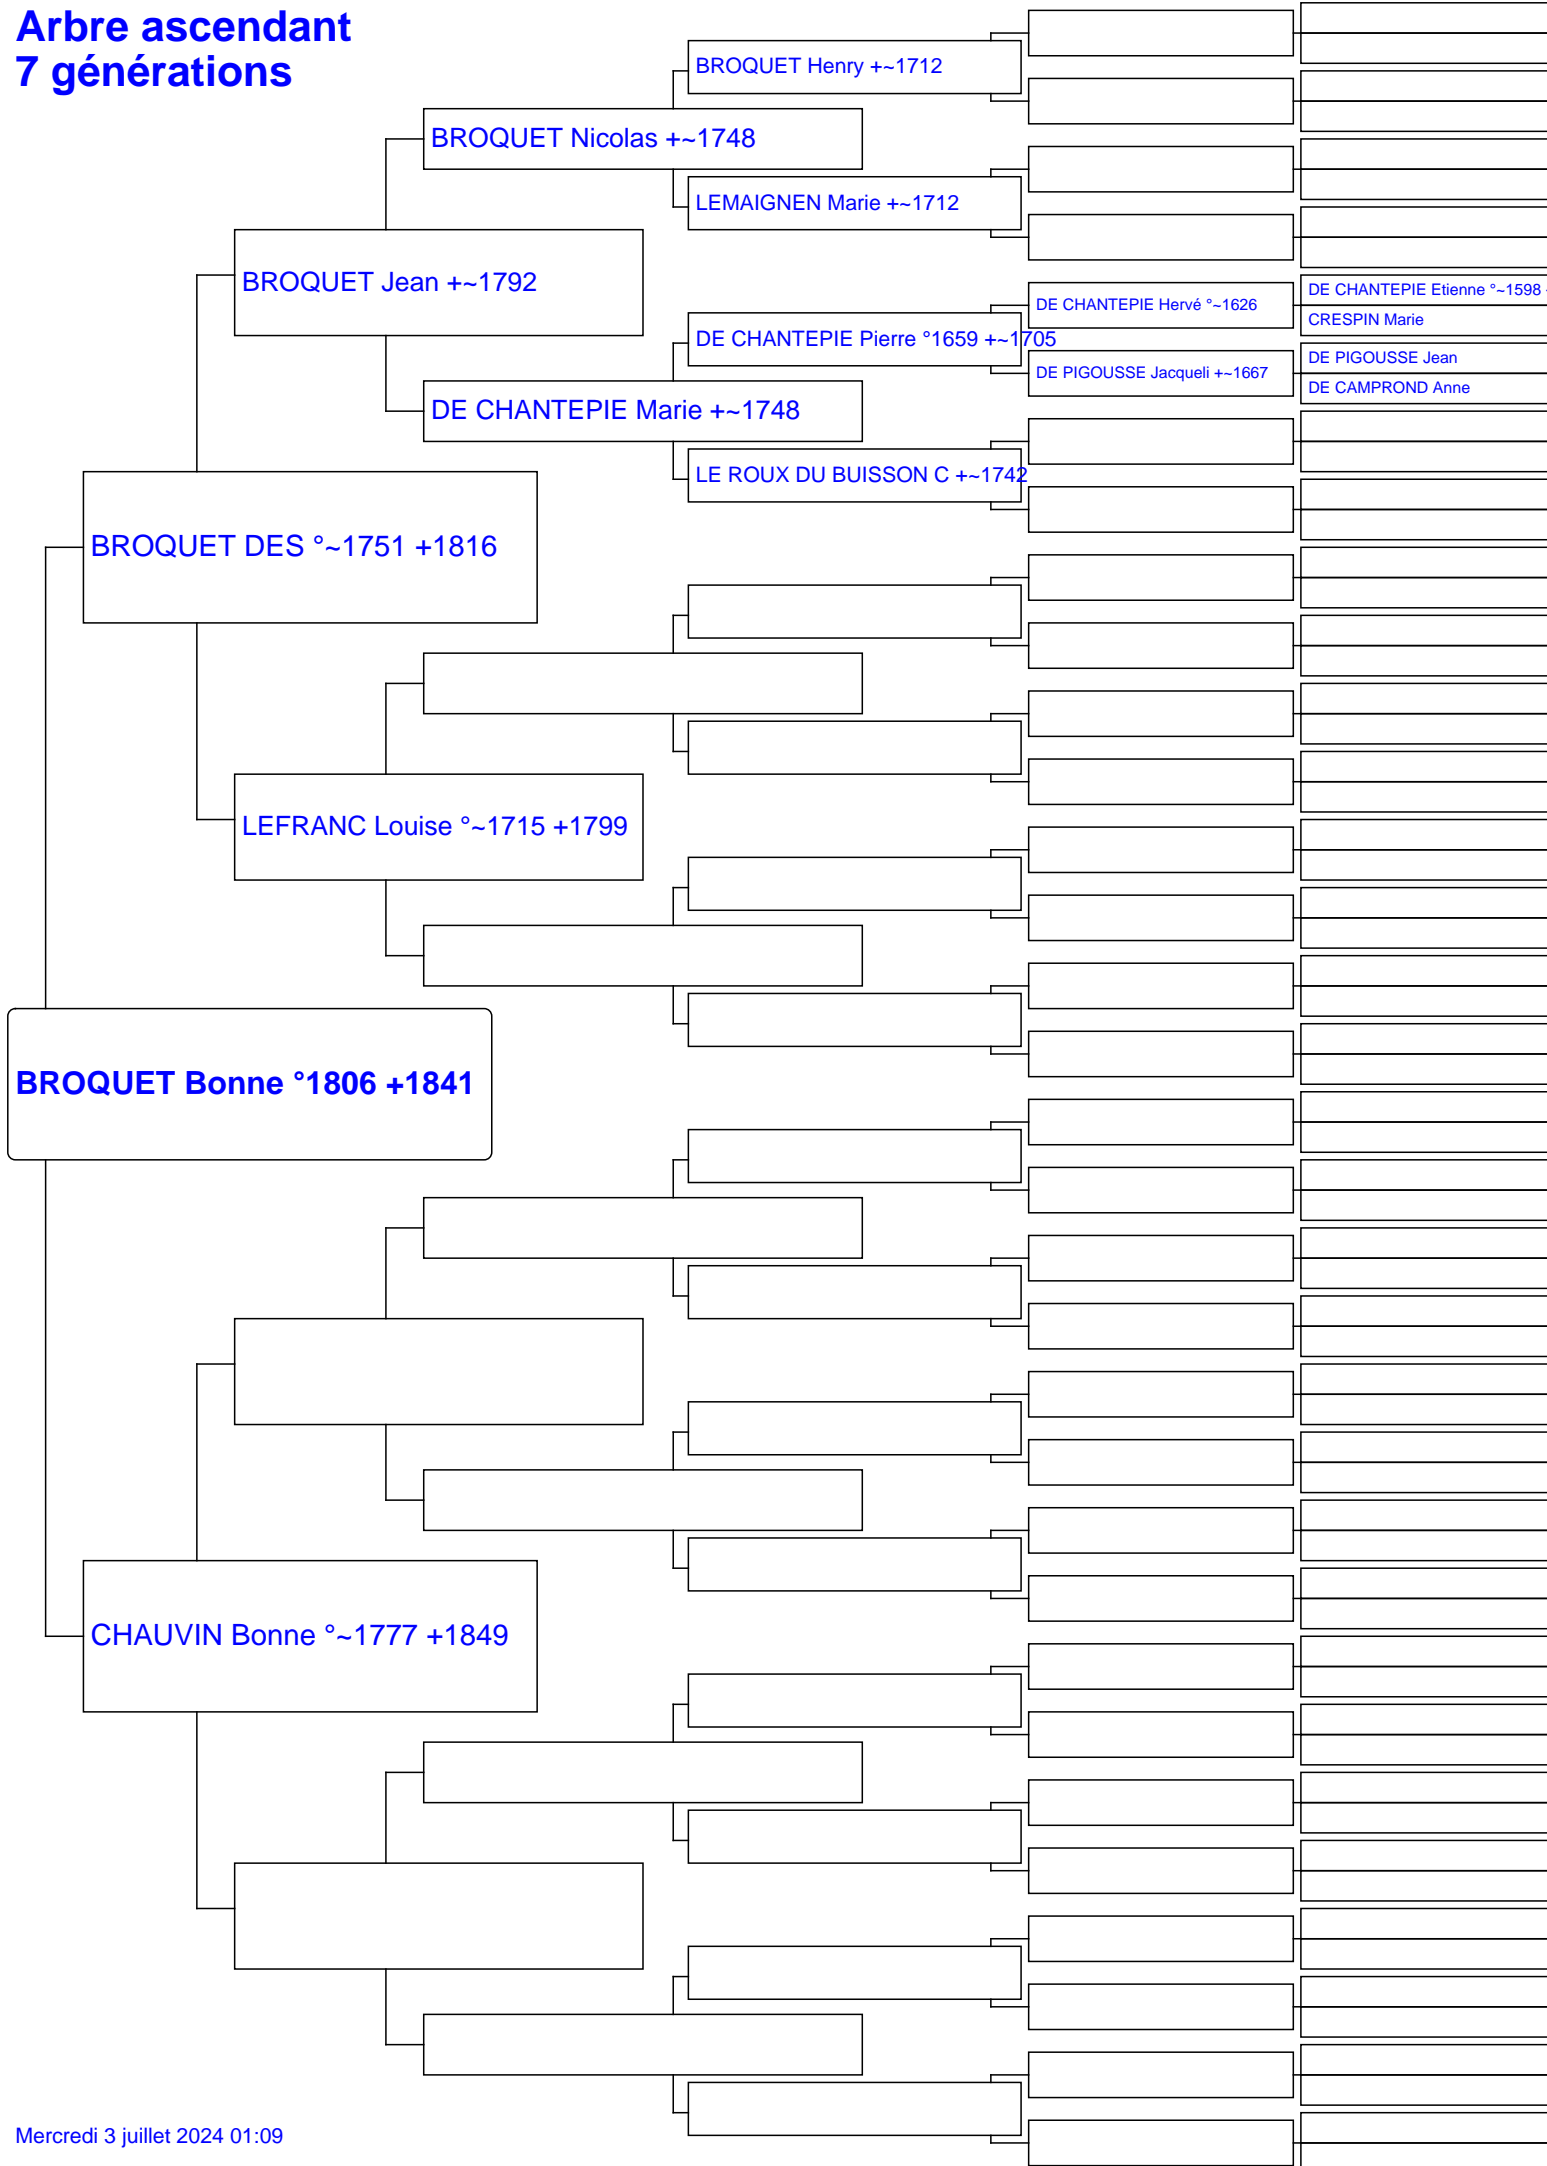 Arbre ascendant
7 générations
BROQUET Henry +~1712
BROQUET Nicolas +~1748
LEMAIGNEN Marie +~1712
BROQUET Jean +~1792
DE CHANTEPIE Hervé °~1626
DE CHANTEPIE Etienne °~1598
CRESPIN Marie
DE CHANTEPIE Pierre °1659 +~1705
DE PIGOUSSE Jacqueli +~1667
DE PIGOUSSE Jean
DE CAMPROND Anne
DE CHANTEPIE Marie +~1748
LE ROUX DU BUISSON C +~1742
BROQUET DES °~1751 +1816
LEFRANC Louise °~1715 +1799
BROQUET Bonne °1806 +1841
CHAUVIN Bonne °~1777 +1849
Mercredi 3 juillet 2024 01:09